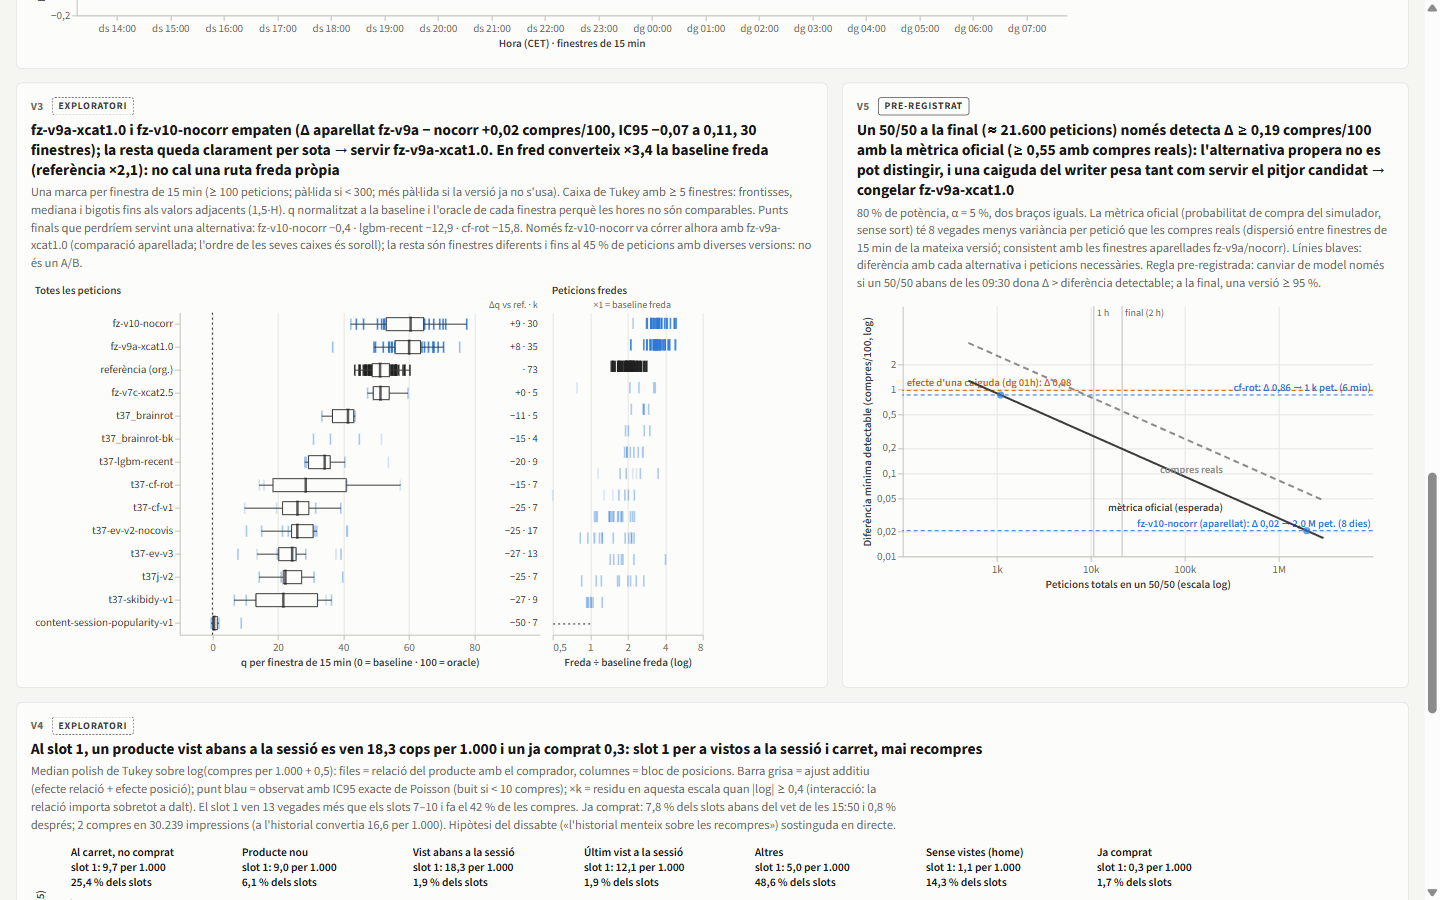 −0,2
ds 14:00 ds 15:00 ds 16:00 ds 17:00 ds 18:00 ds 19:00 ds 20:00 ds 21:00 ds 22:00 ds 23:00 dg 00:00 dg 01:00 dg 02:00 dg 03:00 dg 04:00 dg 05:00 dg 06:00 dg 07:00
Hora (CET) · finestres de 15 min
V3 EXPLORATORI
fz-v9a-xcat1.0 i fz-v10-nocorr empaten (Δ aparellat fz-v9a − nocorr +0,02 compres/100, IC95 −0,07 a 0,11, 30
finestres); la resta queda clarament per sota → servir fz-v9a-xcat1.0. En fred converteix ×3,4 la baseline freda
(referència ×2,1): no cal una ruta freda pròpia
Una marca per finestra de 15 min (≥ 100 peticions; pàl·lida si < 300; més pàl·lida si la versió ja no s'usa). Caixa de Tukey amb ≥ 5 finestres: frontisses,
mediana i bigotis fins als valors adjacents (1,5·H). q normalitzat a la baseline i l'oracle de cada finestra perquè les hores no són comparables. Punts
finals que perdríem servint una alternativa: fz-v10-nocorr −0,4 · lgbm-recent −12,9 · cf-rot −15,8. Només fz-v10-nocorr va córrer alhora amb fz-v9a-
xcat1.0 (comparació aparellada; l'ordre de les seves caixes és soroll); la resta són finestres diferents i fins al 45 % de peticions amb diverses versions: no
és un A/B.
Totes les peticions
Δq vs ref. · k
fz-v10-nocorr +9 · 30
fz-v9a-xcat1.0 +8 · 35
referència (org.) · 73
fz-v7c-xcat2.5 +0 · 5
t37_brainrot −11 · 5
t37_brainrot-bk −15 · 4
t37-lgbm-recent −20 · 9
t37-cf-rot −15 · 7
t37-cf-v1 −25 · 7
t37-ev-v2-nocovis −25 · 17
t37-ev-v3 −27 · 13
t37j-v2 −25 · 7
t37-skibidy-v1 −27 · 9
content-session-popularity-v1 −50 · 7
0 20 40 60 80
q per finestra de 15 min (0 = baseline · 100 = oracle)
Peticions fredes
×1 = baseline freda
0,5 1 2 4 8
Freda ÷ baseline freda (log)
V5 PRE-REGISTRAT
Un 50/50 a la final (≈ 21.600 peticions) només detecta Δ ≥ 0,19 compres/100
amb la mètrica oficial (≥ 0,55 amb compres reals): l'alternativa propera no es
pot distingir, i una caiguda del writer pesa tant com servir el pitjor candidat →
congelar fz-v9a-xcat1.0
80 % de potència, α = 5 %, dos braços iguals. La mètrica oficial (probabilitat de compra del simulador,
sense sort) té 8 vegades menys variància per petició que les compres reals (dispersió entre finestres de
15 min de la mateixa versió; consistent amb les finestres aparellades fz-v9a/nocorr). Línies blaves:
diferència amb cada alternativa i peticions necessàries. Regla pre-registrada: canviar de model només
si un 50/50 abans de les 09:30 dona Δ > diferència detectable; a la final, una versió ≥ 95 %.
Diferència mínima detectable (compres/100, log)
1 h final (2 h)
2
1
0,5
0,2
0,1
0,05
0,02
0,01
efecte d'una caiguda (dg 01h): Δ 0,98
cf-rot: Δ 0,86 → 1 k pet. (6 min)
compres reals
mètrica oficial (esperada)
fz-v10-nocorr (aparellat): Δ 0,02 → 2,0 M pet. (8 dies)
1k 10k 100k 1M
Peticions totals en un 50/50 (escala log)
V4 EXPLORATORI
Al slot 1, un producte vist abans a la sessió es ven 18,3 cops per 1.000 i un ja comprat 0,3: slot 1 per a vistos a la sessió i carret, mai recompres
Median polish de Tukey sobre log(compres per 1.000 + 0,5): files = relació del producte amb el comprador, columnes = bloc de posicions. Barra grisa = ajust additiu
(efecte relació + efecte posició); punt blau = observat amb IC95 exacte de Poisson (buit si < 10 compres); ×k = residu en aquesta escala quan |log| ≥ 0,4 (interacció: la
relació importa sobretot a dalt). El slot 1 ven 13 vegades més que els slots 7–10 i fa el 42 % de les compres. Ja comprat: 7,8 % dels slots abans del vet de les 15:50 i 0,8 %
després; 2 compres en 30.239 impressions (a l'historial convertia 16,6 per 1.000). Hipòtesi del dissabte («l'historial menteix sobre les recompres») sostinguda en directe.
Al carret, no comprat Producte nou Vist abans a la sessió Últim vist a la sessió Altres Sense vistes (home) Ja comprat
slot 1: 9,7 per 1.000 slot 1: 9,0 per 1.000 slot 1: 18,3 per 1.000 slot 1: 12,1 per 1.000 slot 1: 5,0 per 1.000 slot 1: 1,1 per 1.000 slot 1: 0,3 per 1.000
25,4 % dels slots 6,1 % dels slots 1,9 % dels slots 1,9 % dels slots 48,6 % dels slots 14,3 % dels slots 1,7 % dels slots
5)